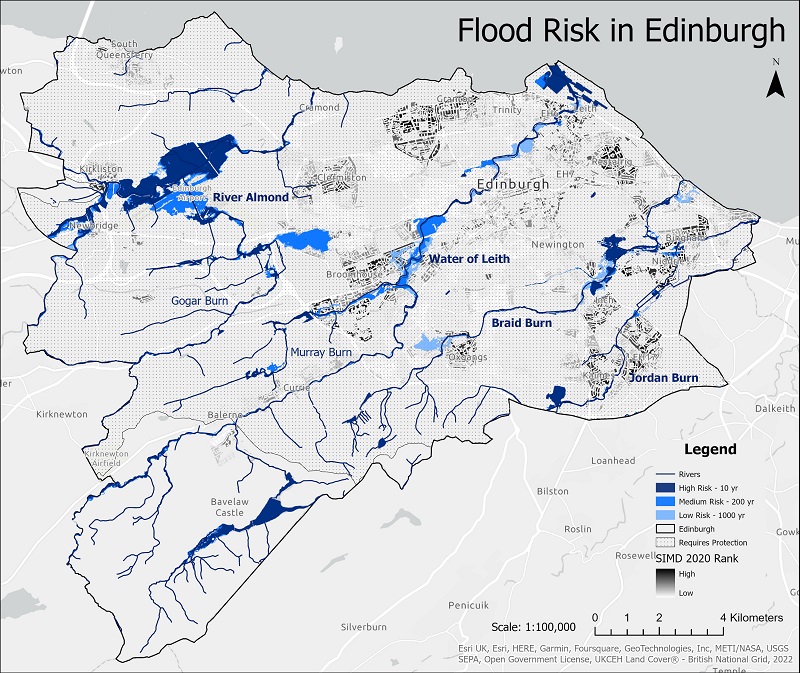 Flood Risk in Edinburgh
N
South
Queensferry
Cramond
Trinity
Leith
Kirkliston
Clermiston
Edinburgh
Airport
River Almond
Edinburgh
EH7
Newbridge
Newington
Bingham
Water of Leith
Broomhouse
Gogar Burn
Inch
Braid Burn
Murray Burn
Oxgangs
Jordan Burn
Currie
Kirknewton
Balerno
Dalkeith
Kirknewton
Airfield
Loanhead
Bavelaw
Castle
Bilston
Roslin
Rosewell
Penicuik
Silverburn
Temple
Legend
Rivers
High Risk - 10 yr
Medium Risk - 200 yr
Low Risk - 1000 yr
Edinburgh
Requires Protection
SIMD 2020 Rank
High
Low
Scale: 1:100,000
0 1 2 4 Kilometers
Esri UK, Esri, HERE, Garmin, Foursquare, GeoTechnologies, Inc, METI/NASA, USGS
SEPA, Open Government License, UKCEH Land Cover® - British National Grid, 2022